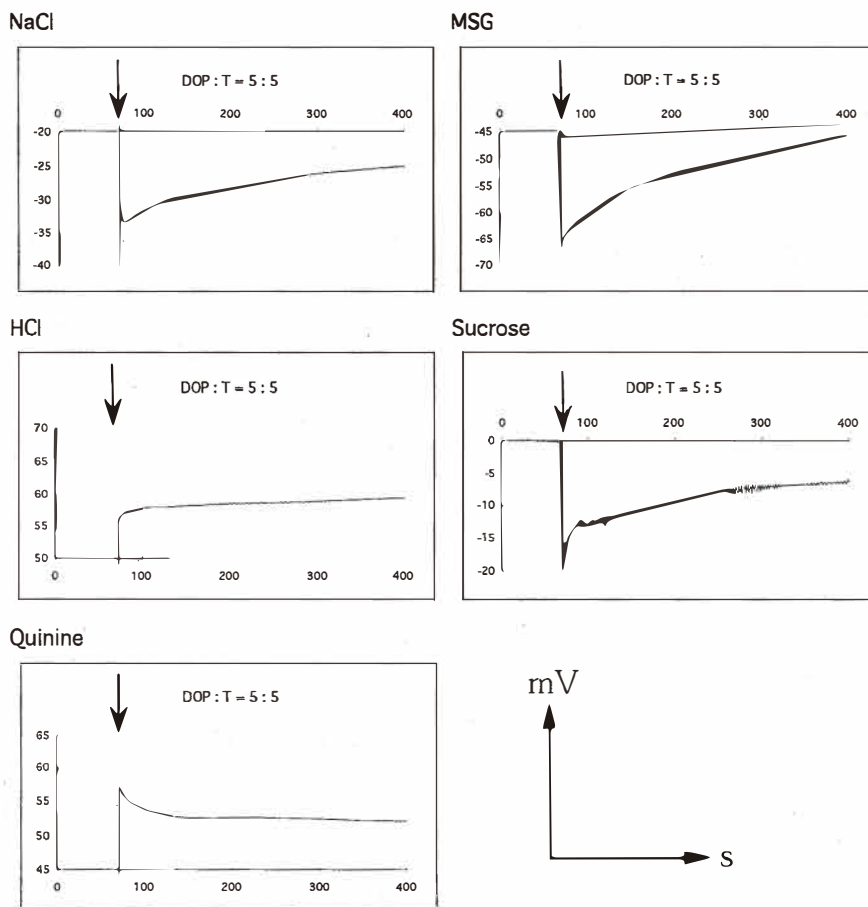 NaCl
DOP : T = 5 : 5
0 100 200 300 400
-20
-25
-30
-35
-40
MSG
DOP : T = 5 : 5
0 100 200 300 400
-45
-50
-55
-60
-65
-70
HCl
DOP : T = 5 : 5
70
65
60
55
50
0 100 200 300 400
Sucrose
DOP : T = 5 : 5
0 100 200 300 400
0
-5
-10
-15
-20
Quinine
DOP : T = 5 : 5
65
60
55
50
45
0 100 200 300 400
mV
s